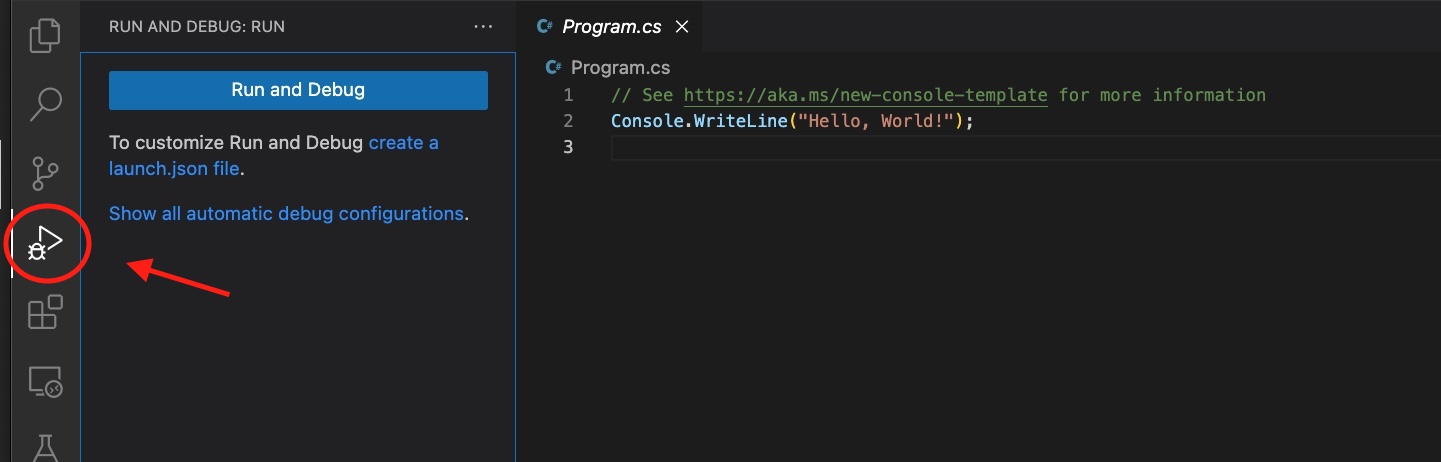 RUN AND DEBUG: RUN
Run and Debug
To customize Run and Debug create a
launch.json file.
Show all automatic debug configurations.
C# Program.cs
C# Program.cs
1 // See https://aka.ms/new-console-template for more information
2 Console.WriteLine("Hello, World!");
3